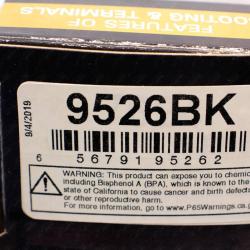 FEATURES OF
OOTING & TERMINALS
9/4/2019
9526BK
6 56791 95262
WARNING: This product can expose you to chemic
including Bisphenol A (BPA), which is known to the
state of California to cause cancer and birth defects
or other reproductive harm.
For more information, go to www.P65Warnings.ca.g